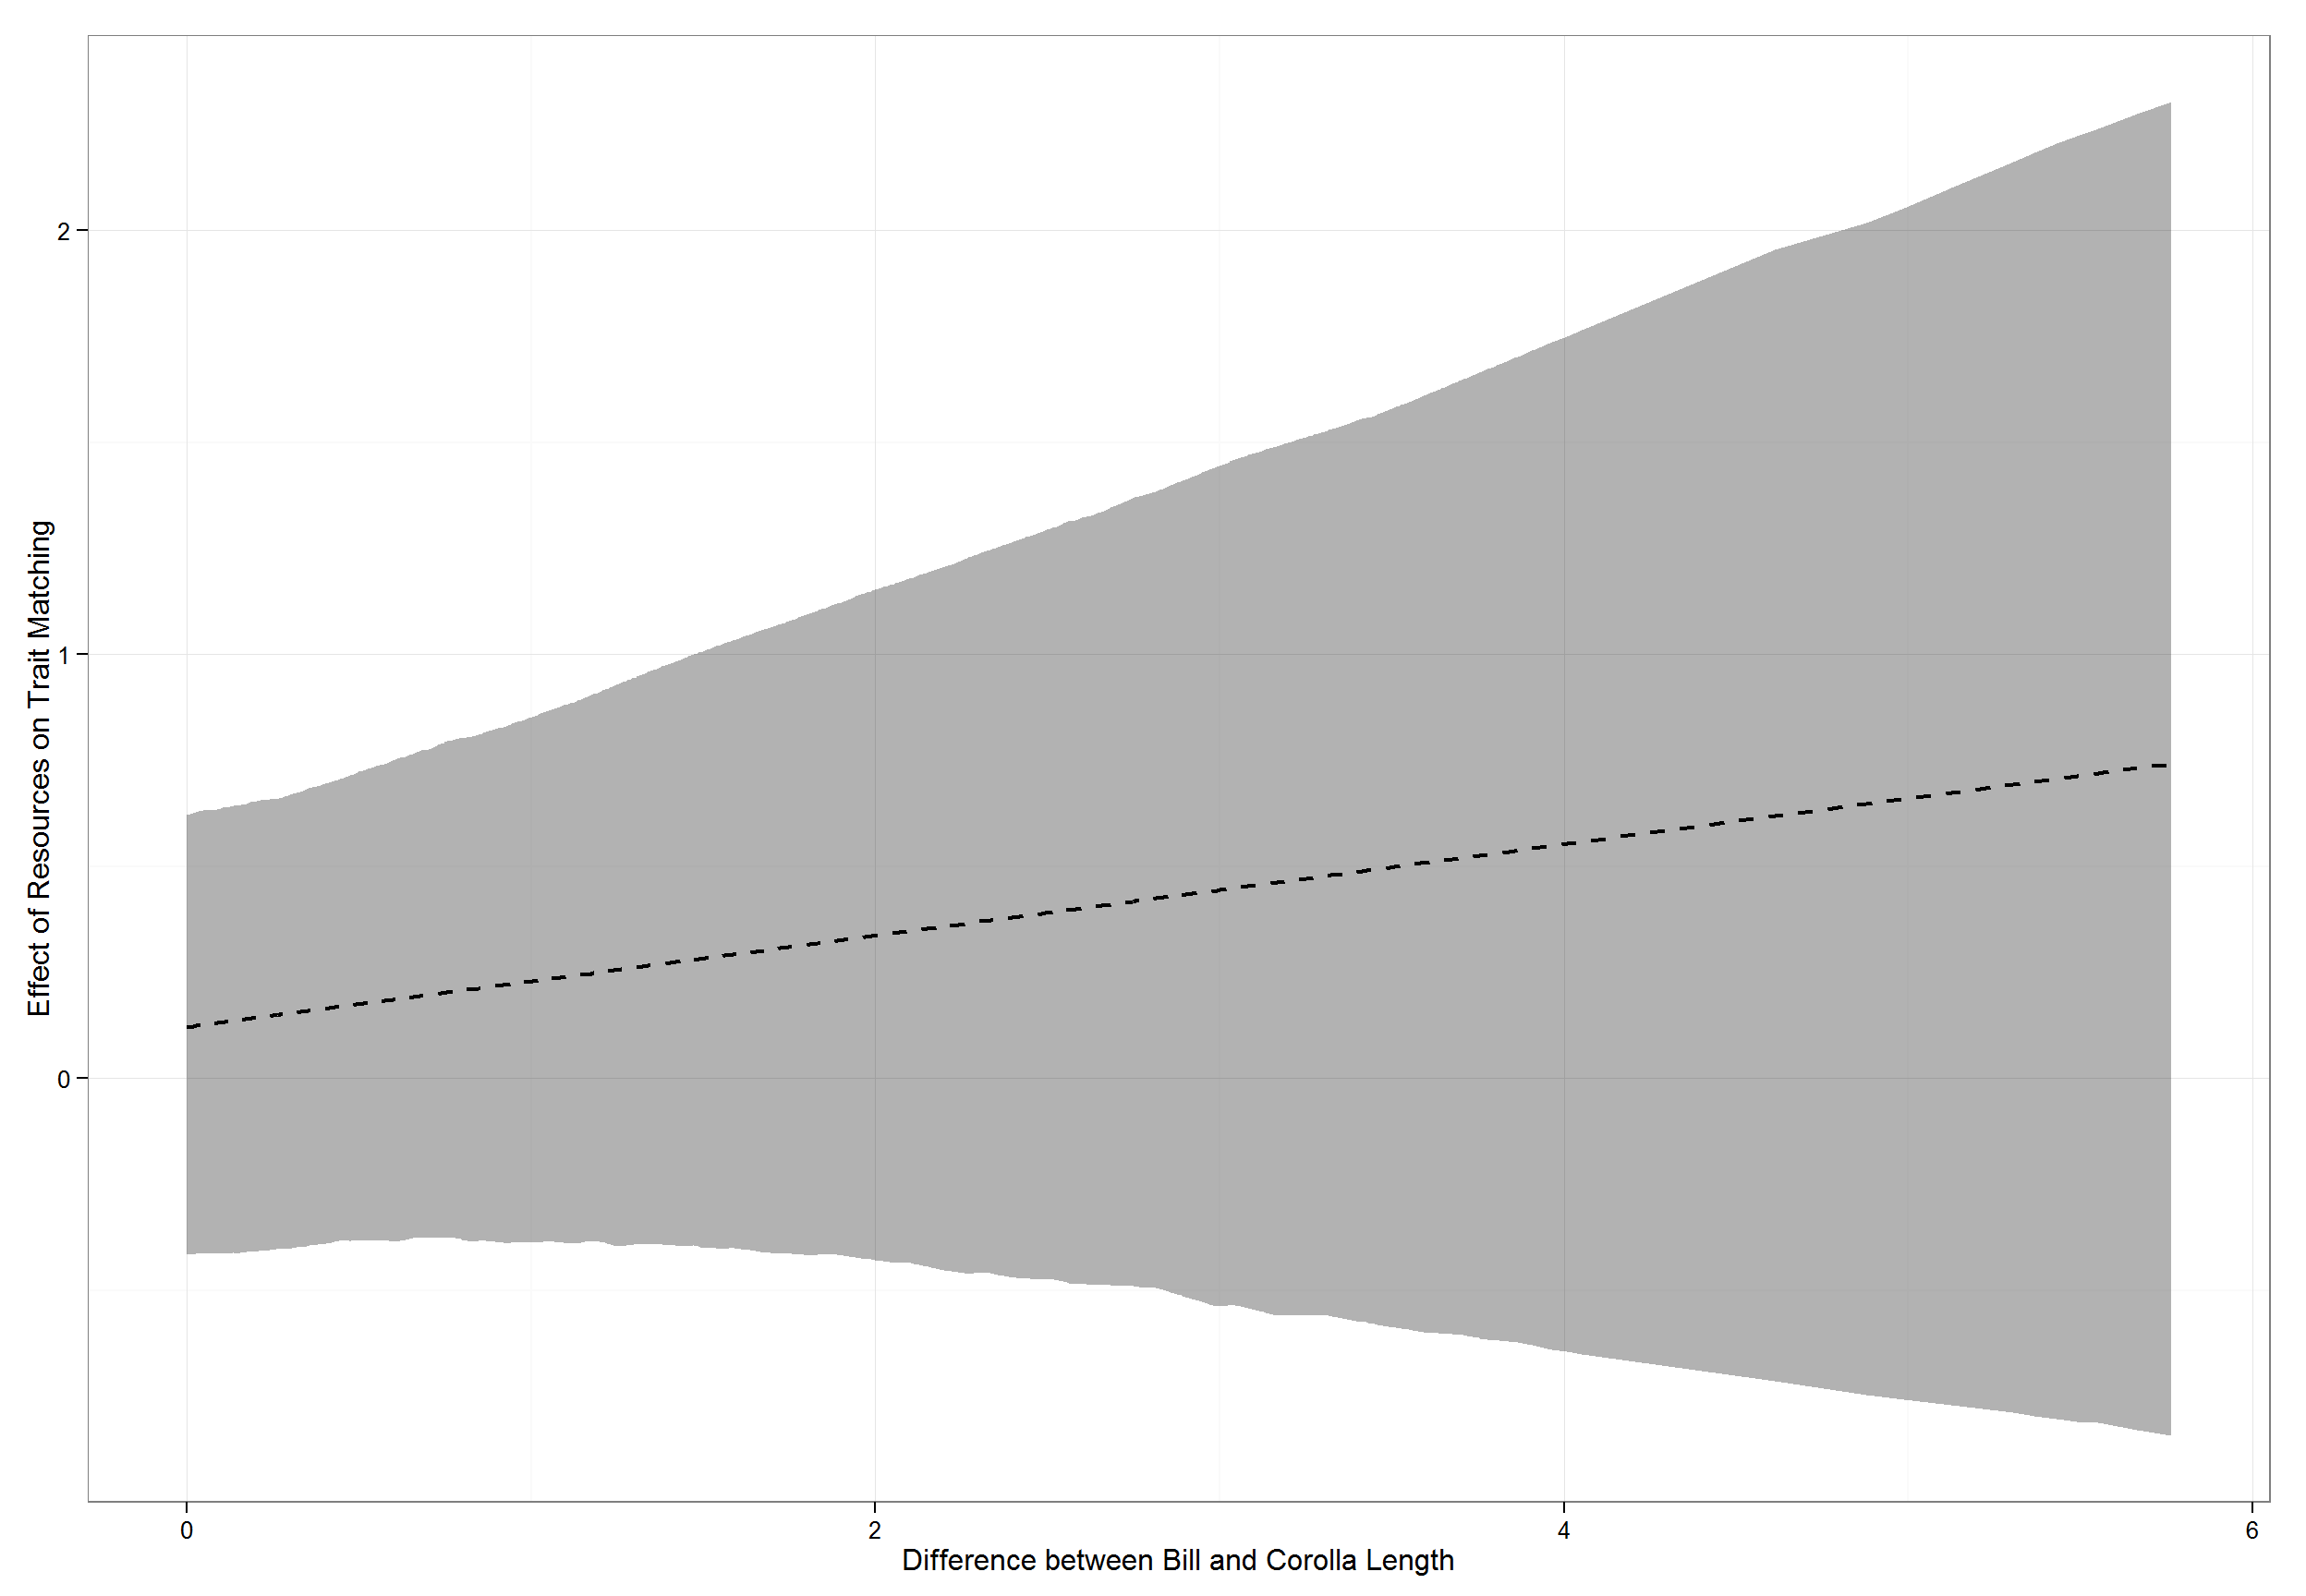 Effect of Resources on Trait Matching
2
1
0
0 2 4 6
Difference between Bill and Corolla Length